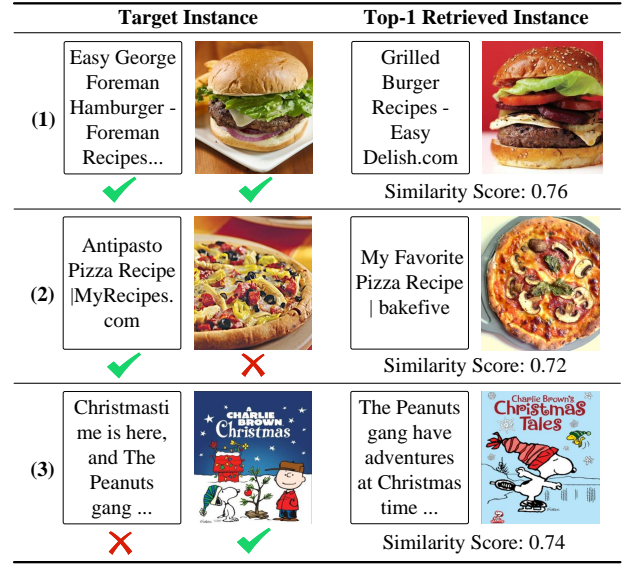 Target Instance Top-1 Retrieved Instance
(1)
Easy George
Foreman
Hamburger -
Foreman
Recipes...
Grilled
Burger
Recipes -
Easy
Delish.com
Similarity Score: 0.76
(2)
Antipasto
Pizza Recipe
|MyRecipes.
com
My Favorite
Pizza Recipe
| bakefive
Similarity Score: 0.72
(3)
Christmasti
me is here,
and The
Peanuts
gang ...
A
CHARLIE
BROWN
Christmas
The Peanuts
gang have
adventures
at Christmas
time ...
Charlie Brown's
Christmas
Tales
Similarity Score: 0.74